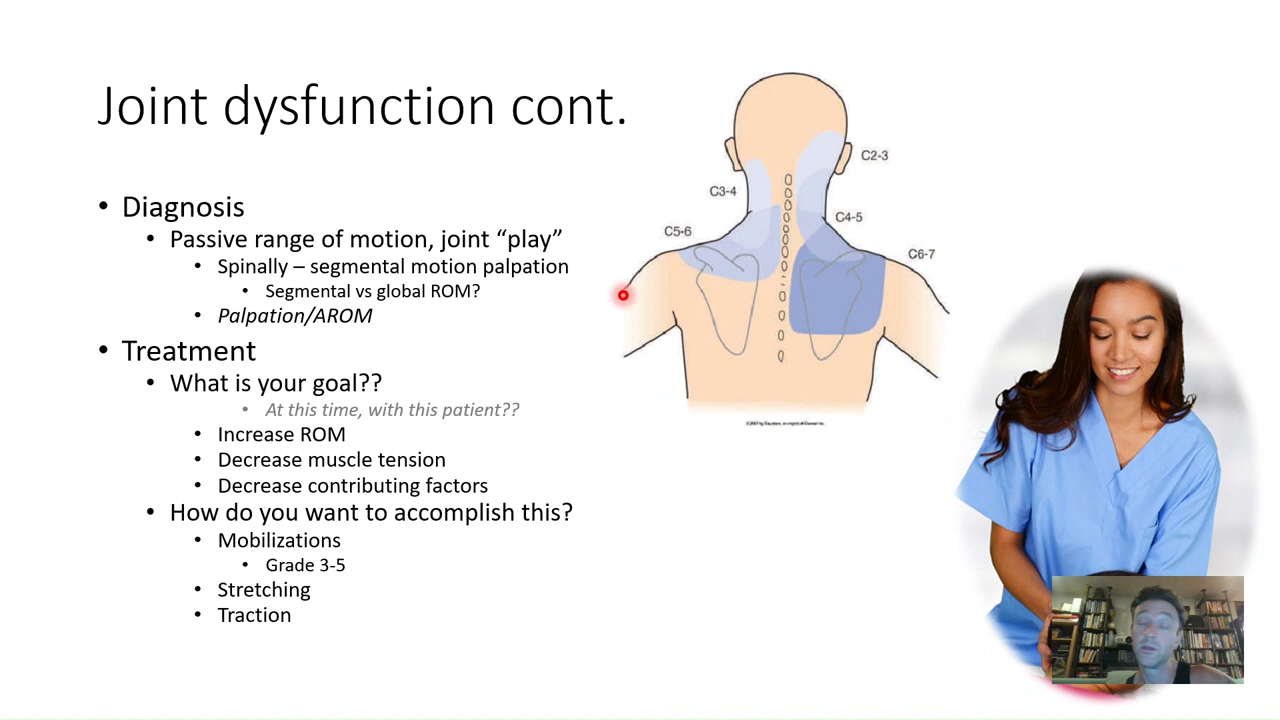 Joint dysfunction cont.
• Diagnosis
• Passive range of motion, joint “play”
• Spinally – segmental motion palpation
• Segmental vs global ROM?
• Palpation/AROM
• Treatment
• What is your goal??
• At this time, with this patient??
• Increase ROM
• Decrease muscle tension
• Decrease contributing factors
• How do you want to accomplish this?
• Mobilizations
• Grade 3-5
• Stretching
• Traction
C2-3
C3-4
C4-5
C5-6
C6-7